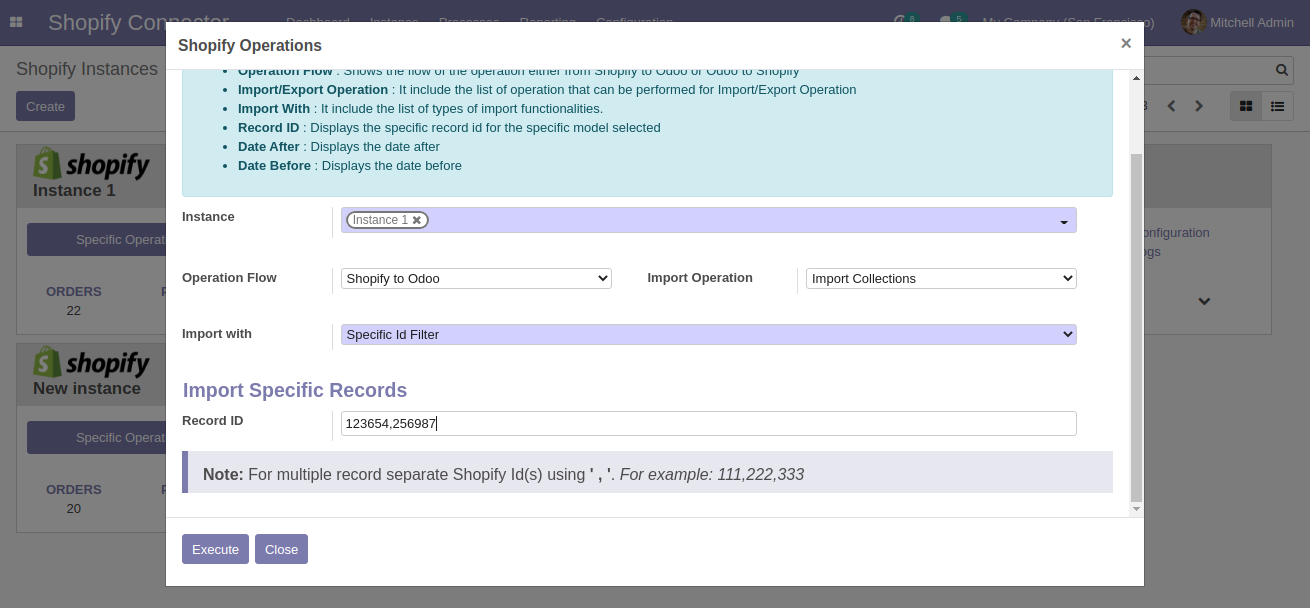 Shopify Connector
Dashboard Instance Processes Reporting Configuration
8
5
My Company (San Francisco)
Mitchell Admin
Shopify Instances
Create
Shopify Operations
×
Operation Flow : Shows the flow of the operation either from Shopify to Odoo or Odoo to Shopify
Import/Export Operation : It include the list of operation that can be performed for Import/Export Operation
Import With : It include the list of types of import functionalities.
Record ID : Displays the specific record id for the specific model selected
Date After : Displays the date after
Date Before : Displays the date before
Instance
Instance 1
Operation Flow
Shopify to Odoo
Import Operation
Import Collections
Import with
Specific Id Filter
Import Specific Records
Record ID
123654,256987
Note: For multiple record separate Shopify Id(s) using ' , '. For example: 111,222,333
Execute
Close
shopify
Instance 1
Specific Operat
ORDERS
22
shopify
New instance
Specific Operat
ORDERS
20
3
onfiguration
ogs